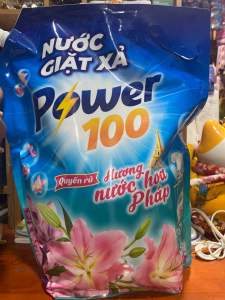 NƯỚC
GIẶT XẢ
Power
100
Quyến rũ
Hương
nước hoa
Pháp